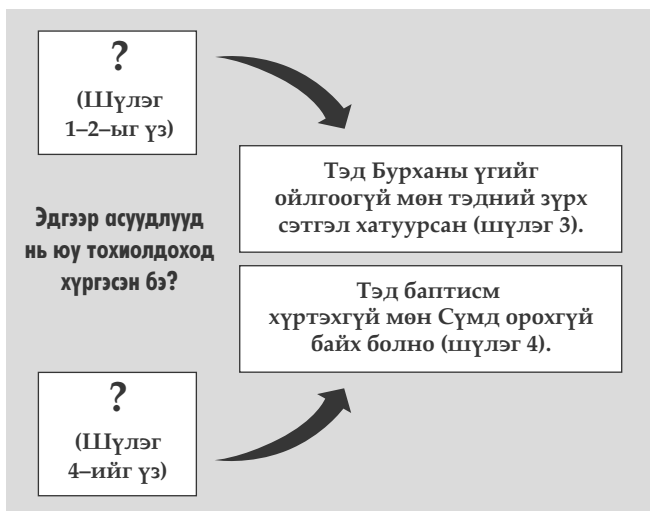 ?
(Шүлэг
1–2–ыг үз)
Тэд Бурханы үгийг
ойлгоогүй мөн тэдний зүрх
сэтгэл хатуурсан (шүлэг 3).
Эдгээр асуудлууд
нь юу тохиолдоход
хүргэсэн бэ?
Тэд баптисм
хүртэхгүй мөн Сүмд орохгүй
байх болно (шүлэг 4).
?
(Шүлэг
4–ийг үз)